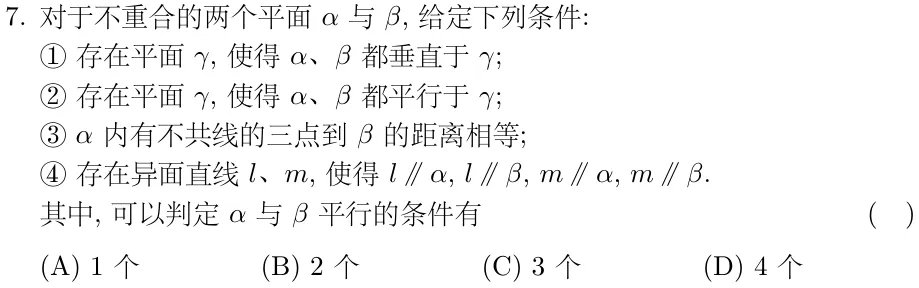 7. 对于不重合的两个平面 α 与 β, 给定下列条件:
① 存在平面 γ, 使得 α、β 都垂直于 γ;
② 存在平面 γ, 使得 α、β 都平行于 γ;
③ α 内有不共线的三点到 β 的距离相等;
④ 存在异面直线 l、m, 使得 l ∥ α, l ∥ β, m ∥ α, m ∥ β.
其中, 可以判定 α 与 β 平行的条件有 ( )
(A) 1 个 (B) 2 个 (C) 3 个 (D) 4 个